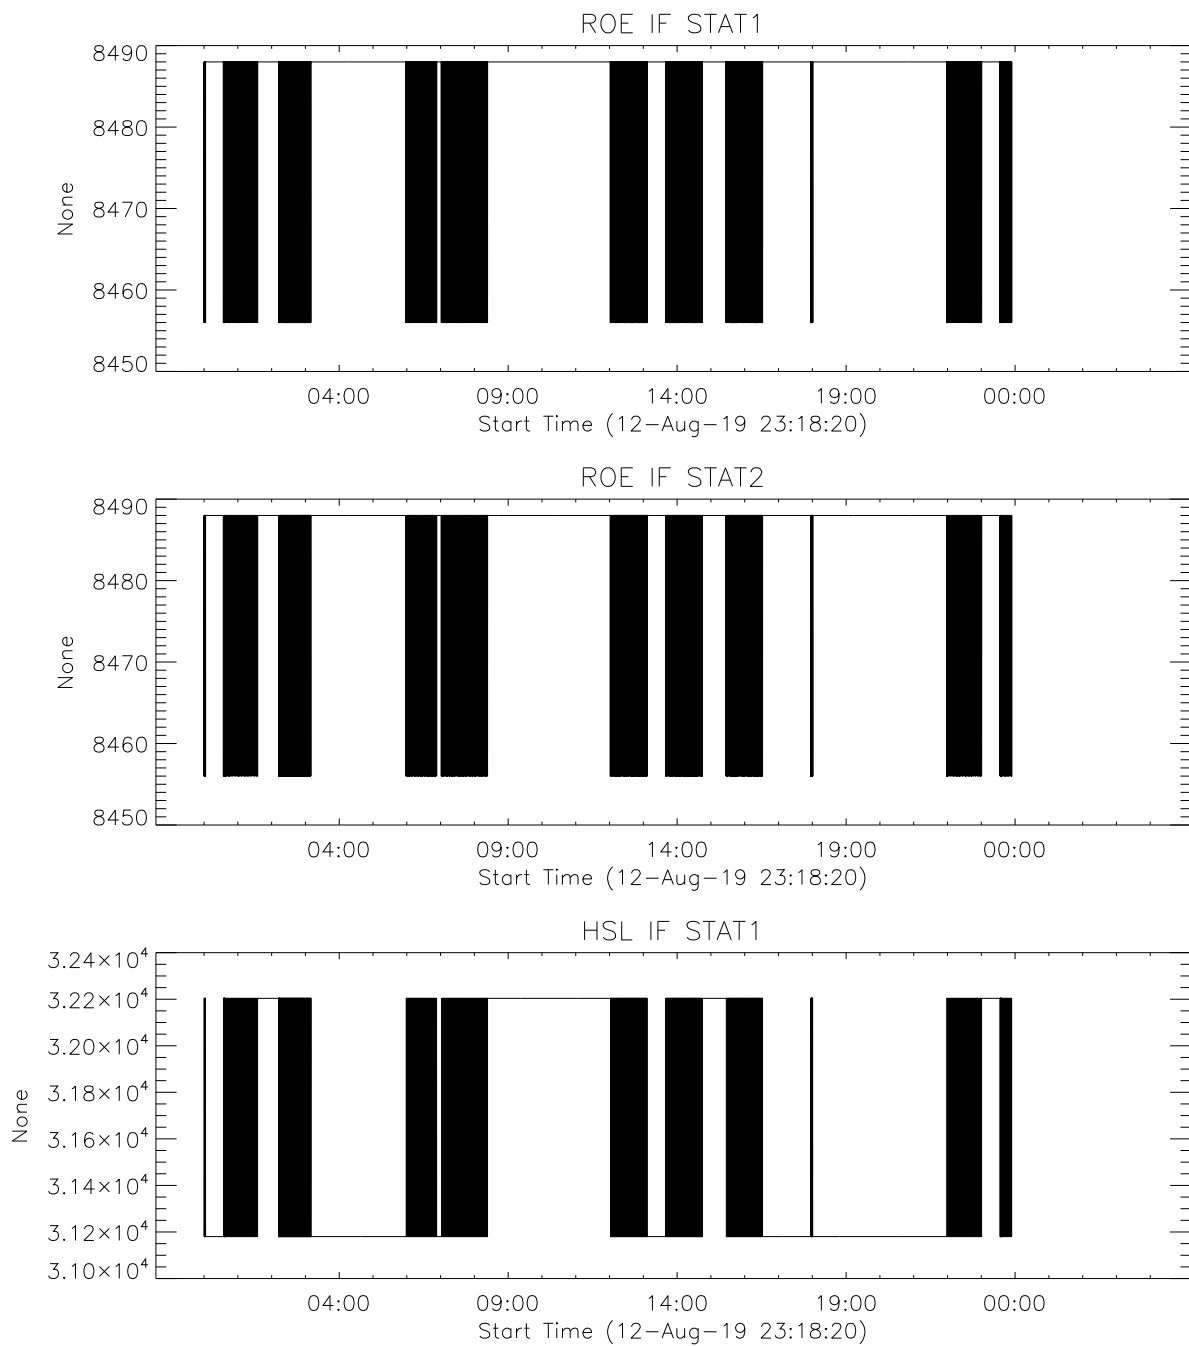 ROE IF STAT1
8490
8480
8470
8460
8450
None
04:00 09:00 14:00 19:00 00:00
Start Time (12-Aug-19 23:18:20)
ROE IF STAT2
8490
8480
8470
8460
8450
None
04:00 09:00 14:00 19:00 00:00
Start Time (12-Aug-19 23:18:20)
HSL IF STAT1
3.24×10⁴
3.22×10⁴
3.20×10⁴
3.18×10⁴
3.16×10⁴
3.14×10⁴
3.12×10⁴
3.10×10⁴
None
04:00 09:00 14:00 19:00 00:00
Start Time (12-Aug-19 23:18:20)